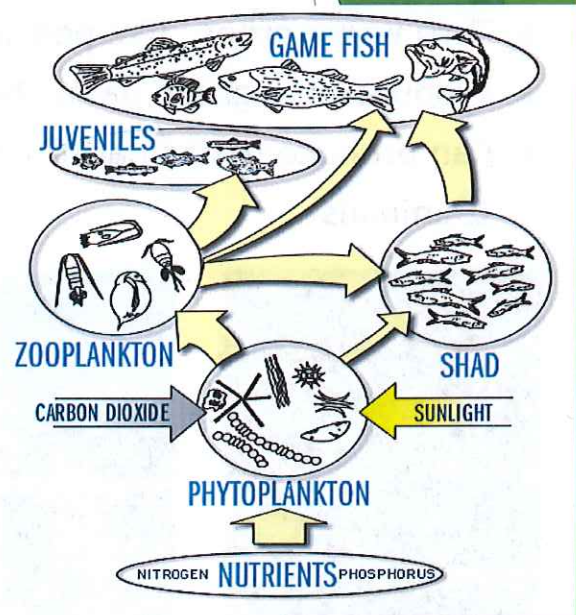 GAME FISH
JUVENILES
ZOOPLANKTON
SHAD
CARBON DIOXIDE
SUNLIGHT
PHYTOPLANKTON
NITROGEN NUTRIENTS PHOSPHORUS